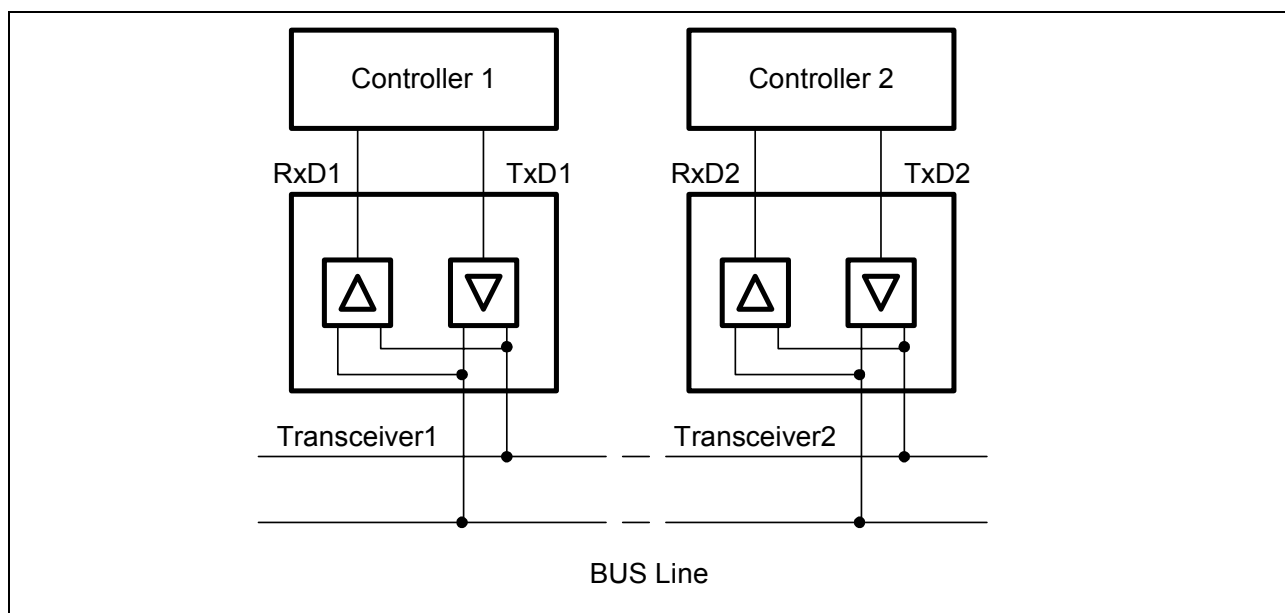 Controller 1
Controller 2
RxD1
TxD1
RxD2
TxD2
Transceiver1
Transceiver2
BUS Line